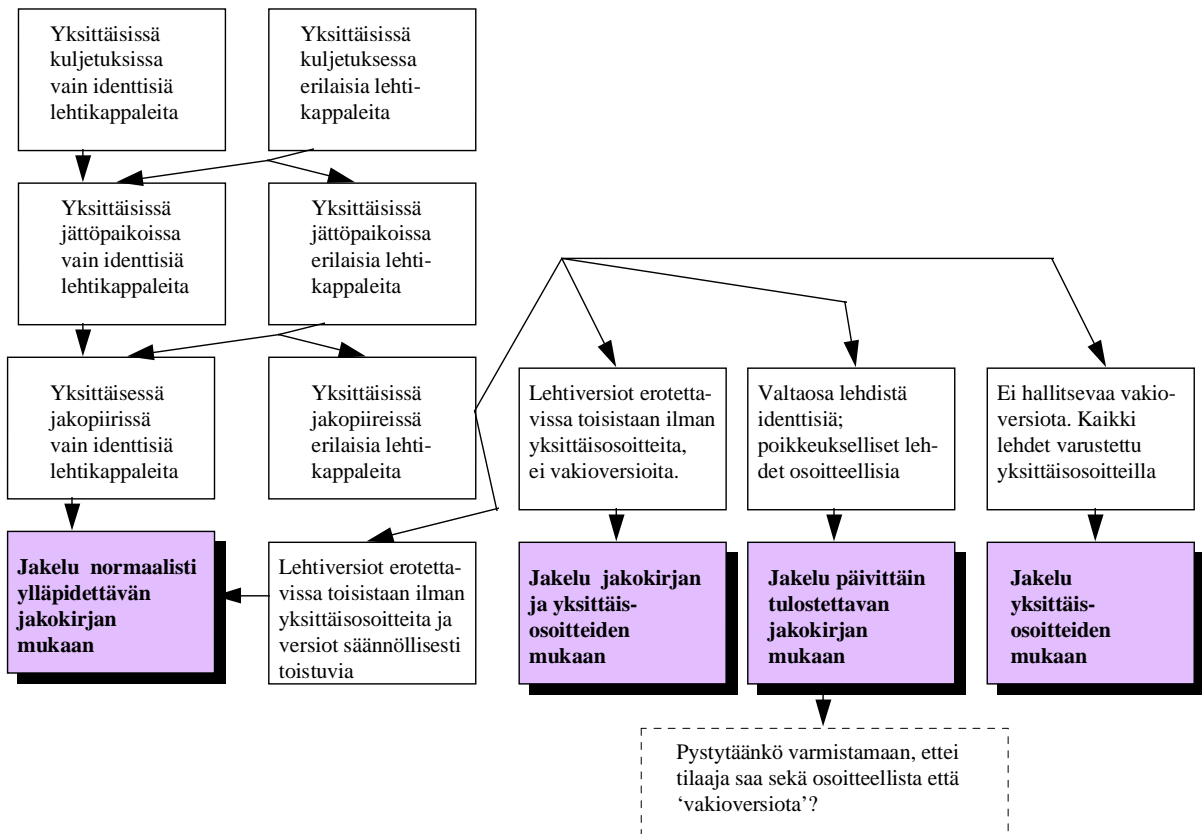 Yksittäisissä
kuljetuksissa
vain identtisiä
lehtikappaleita
Yksittäisissä
kuljetuksessa
erilaisia lehti-
kappaleita
Yksittäisissä
jättöpaikoissa
vain identtisiä
lehtikappaleita
Yksittäisissä
jättöpaikoissa
erilaisia lehti-
kappaleita
Yksittäisessä
jakopiirissä
vain identtisiä
lehtikappaleita
Yksittäisissä
jakopiireissä
erilaisia lehti-
kappaleita
Lehtiversiot erotetta-
vissa toisistaan ilman
yksittäisosoitteita,
ei vakioversioita.
Valtaosa lehdistä
identtisiä;
poikkeukselliset leh-
det osoitteellisia
Ei hallitsevaa vakio-
versiota. Kaikki
lehdet varustettu
yksittäisosoitteilla
Jakelu normaalisti
ylläpidettävän
jakokirjan
mukaan
Lehtiversiot erotetta-
vissa toisistaan ilman
yksittäisosoitteita ja
versiot säännöllisesti
toistuvia
Jakelu jakokirjan
ja yksittäis-
osoitteiden
mukaan
Jakelu päivittäin
tulostettavan
jakokirjan
mukaan
Jakelu
yksittäis-
osoitteiden
mukaan
Pystytäänkö varmistamaan, ettei
tilaaja saa sekä osoitteellista että
‘vakioversiota’?